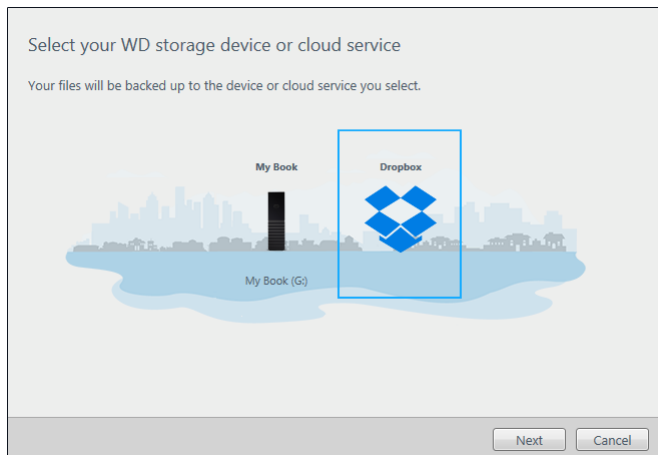 Select your WD storage device or cloud service
Your files will be backed up to the device or cloud service you select.
My Book
Dropbox
My Book (G:)
Next
Cancel